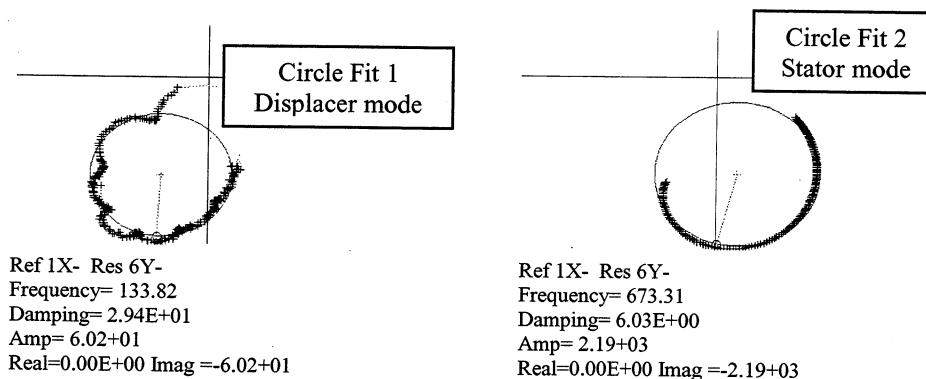 Circle Fit 1
Displacer mode
Ref 1X- Res 6Y-
Frequency= 133.82
Damping= 2.94E+01
Amp= 6.02+01
Real=0.00E+00 Imag =-6.02+01
Circle Fit 2
Stator mode
Ref 1X- Res 6Y-
Frequency= 673.31
Damping= 6.03E+00
Amp= 2.19+03
Real=0.00E+00 Imag =-2.19+03